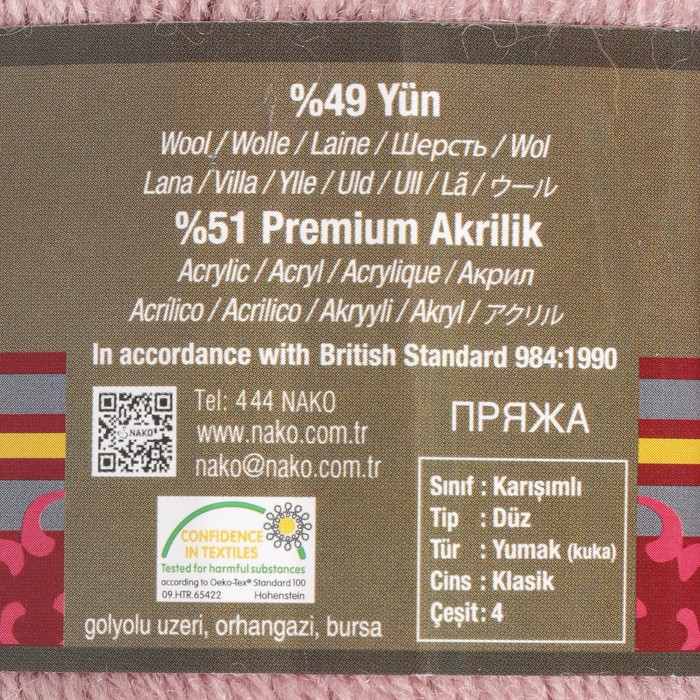 %49 Yün
Wool / Wolle / Laine / Шерсть / Wol
Lana / Villa / Ylle / Uld / Ull / Lã / ウール
%51 Premium Akrilik
Acrylic / Acryl / Acrylique / Акрил
Acrílico / Acrilico / Akryyli / Akryl / アクリル
In accordance with British Standard 984:1990
NAKO
Tel: 444 NAKO
www.nako.com.tr
nako@nako.com.tr
ПРЯЖА
CONFIDENCE
IN TEXTILES
Tested for harmful substances
according to Oeko-Tex® Standard 100
09.HTR.65422 Hohenstein
golyolu uzeri, orhangazi, bursa
Sınıf : Karışımlı
Tip : Düz
Tür : Yumak (kuka)
Cins : Klasik
Çeşit: 4